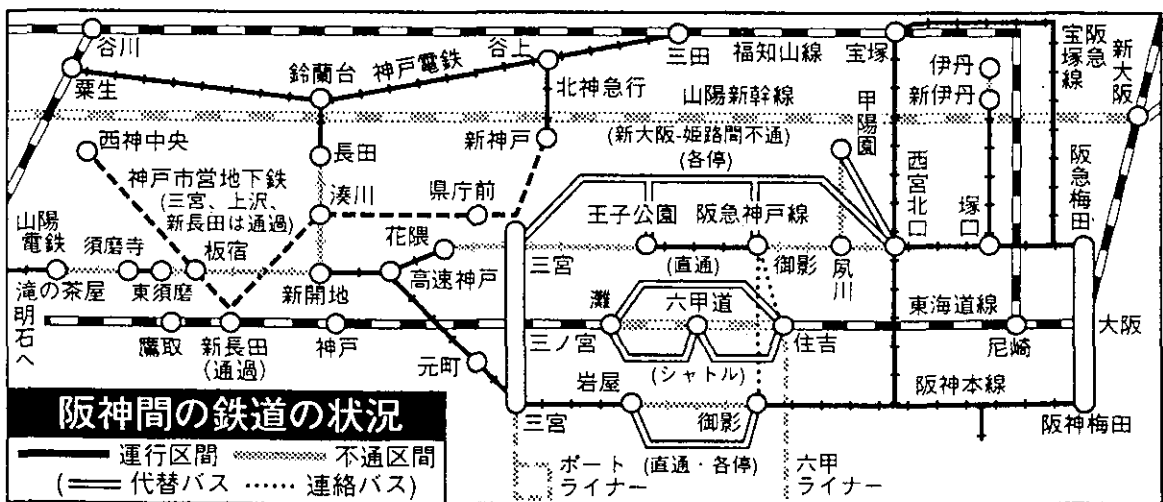 谷川
粟生
鈴蘭台
神戸電鉄
谷上
三田
福知山線
宝塚
宝塚線
阪急
新大阪
伊丹
新伊丹
北神急行
山陽新幹線
(新大阪-姫路間不通)
(各停)
甲陽園
西神中央
長田
新神戸
神戸市営地下鉄
(三宮、上沢、
新長田は通過)
湊川
県庁前
王子公園
阪急神戸線
西宮北口
塚口
阪急梅田
山陽
電鉄
須磨寺
板宿
花隈
三宮
(直通)
御影
夙川
滝の茶屋
東須磨
新開地
高速神戸
灘
六甲道
東海道線
明石へ
鷹取
新長田
(通過)
神戸
元町
三ノ宮
住吉
尼崎
大阪
(シャトル)
岩屋
阪神本線
三宮
御影
阪神梅田
ポート
ライナー
(直通・各停)
六甲
ライナー
阪神間の鉄道の状況
運行区間
不通区間
(代替バス
連絡バス)